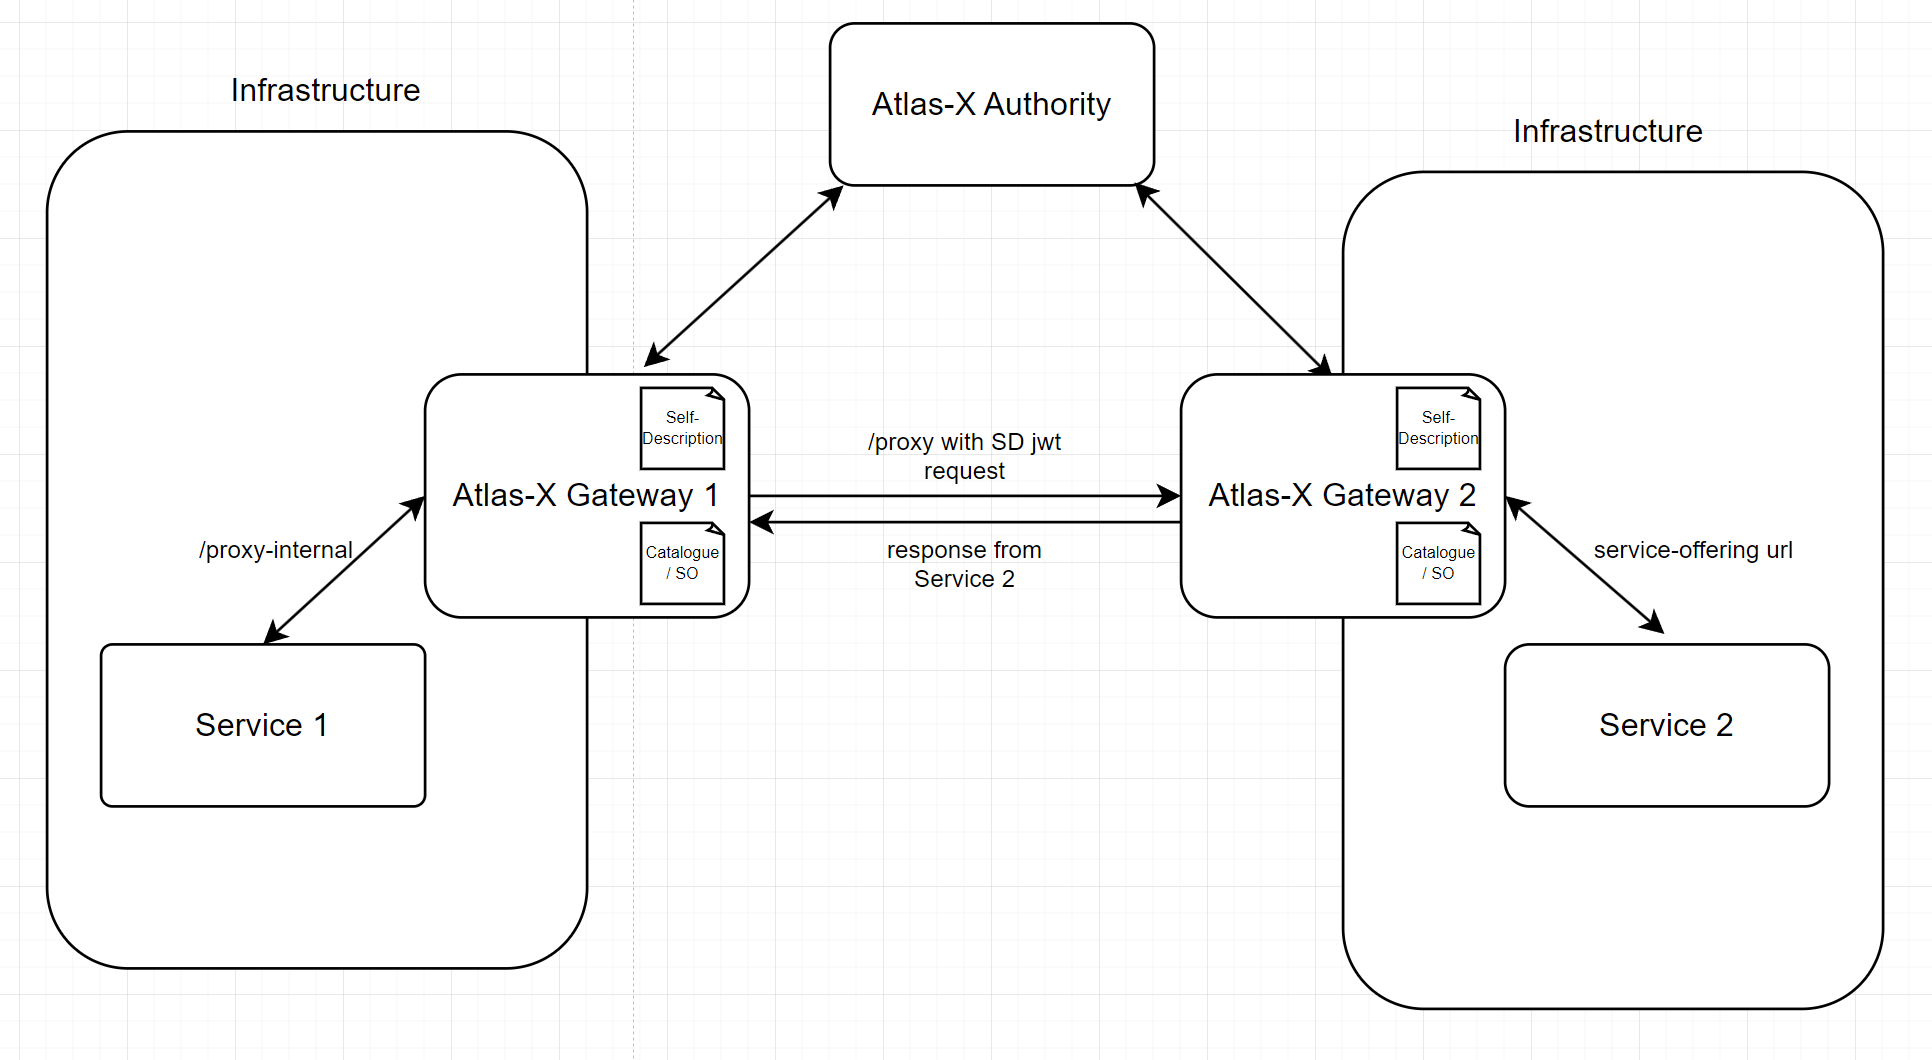 Infrastructure
Atlas-X Authority
Infrastructure
Self-
Description
Atlas-X Gateway 1
Catalogue
/ SO
/proxy with SD jwt
request
response from
Service 2
Self-
Description
Atlas-X Gateway 2
Catalogue
/ SO
/proxy-internal
service-offering url
Service 1
Service 2